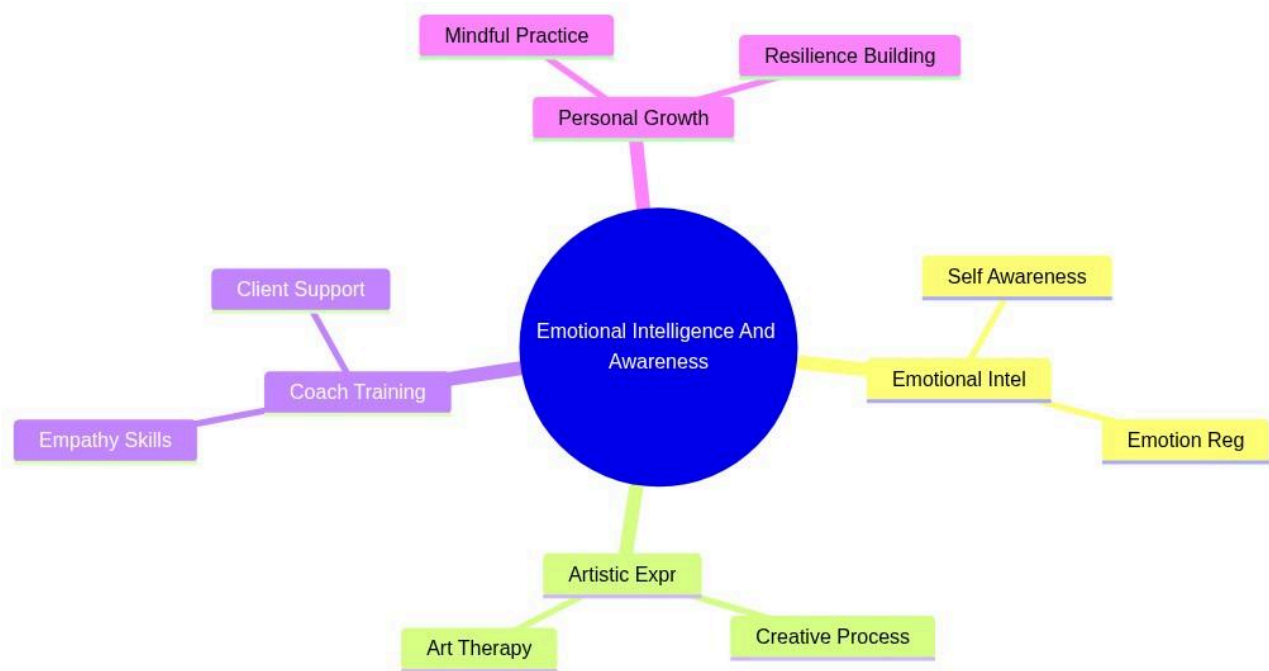 Mindful Practice
Resilience Building
Personal Growth
Client Support
Self Awareness
Emotional Intelligence And
Awareness
Coach Training
Emotional Intel
Empathy Skills
Emotion Reg
Artistic Expr
Art Therapy
Creative Process